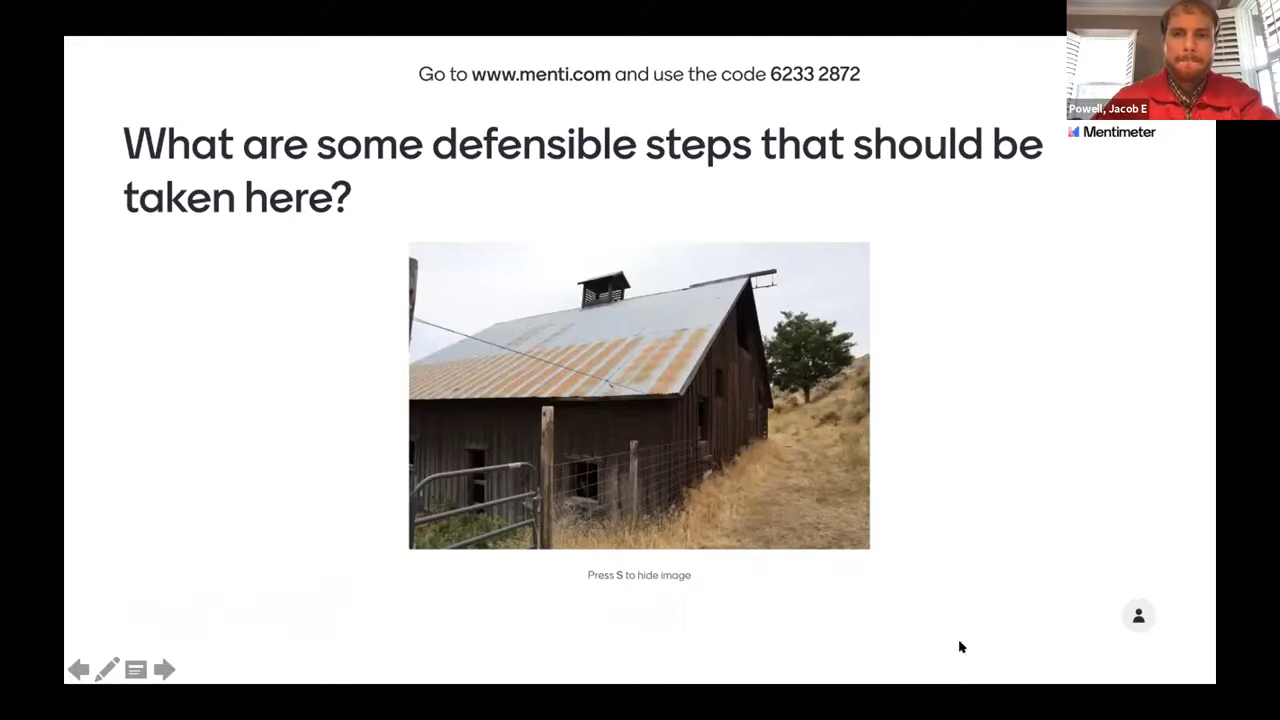 Go to www.menti.com and use the code 6233 2872
Powell, Jacob E
Mentimeter
What are some defensible steps that should be
taken here?
Press S to hide image